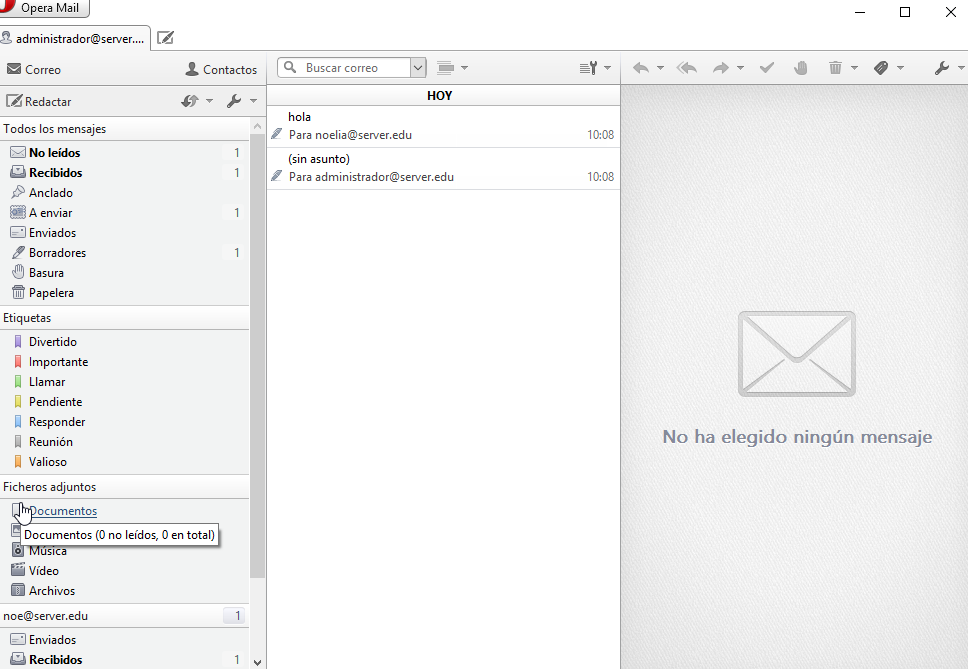 Opera Mail
administrador@server....
Correo
Contactos
Buscar correo
Redactar
HOY
Todos los mensajes
hola
Para noelia@server.edu 10:08
(sin asunto)
Para administrador@server.edu 10:08
No leídos 1
Recibidos 1
Anclado
A enviar 1
Enviados
Borradores 1
Basura
Papelera
Etiquetas
Divertido
Importante
Llamar
Pendiente
Responder
Reunión
Valioso
Ficheros adjuntos
Documentos
Documentos (0 no leídos, 0 en total)
Música
Vídeo
Archivos
noe@server.edu 1
Enviados
Recibidos 1
No ha elegido ningún mensaje